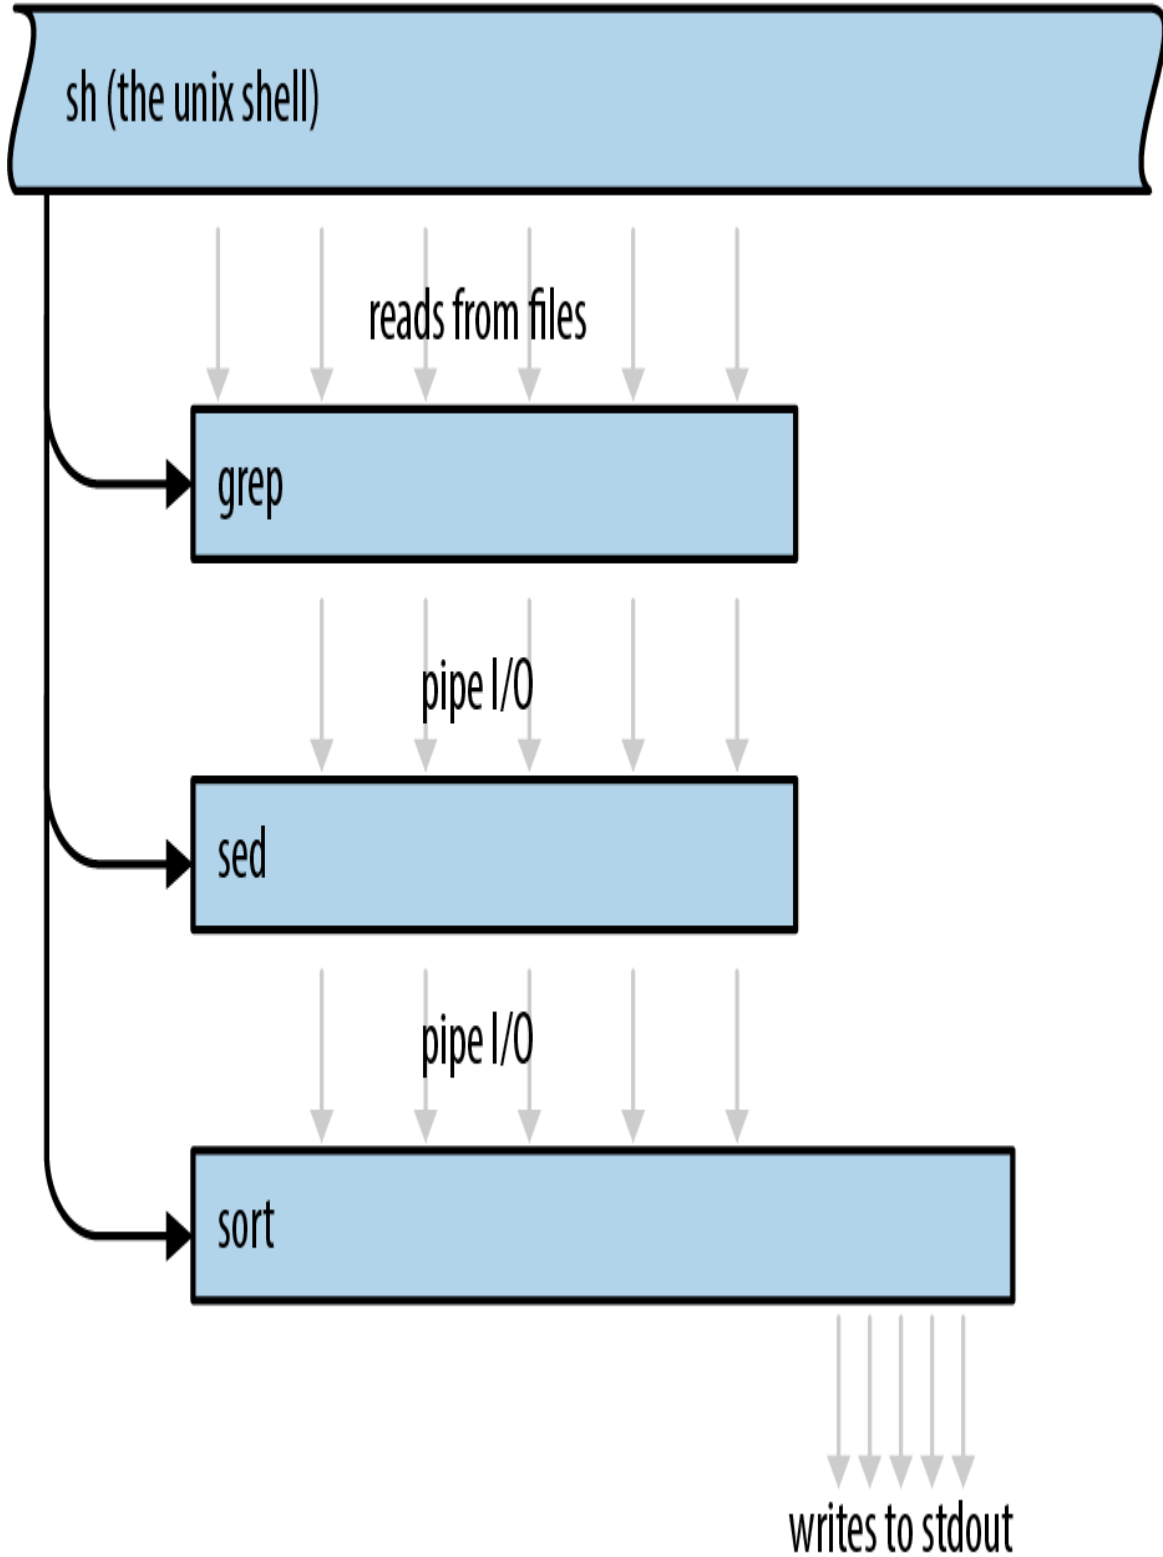 sh (the unix shell)
reads from files
grep
pipe I/O
sed
pipe I/O
sort
writes to stdout